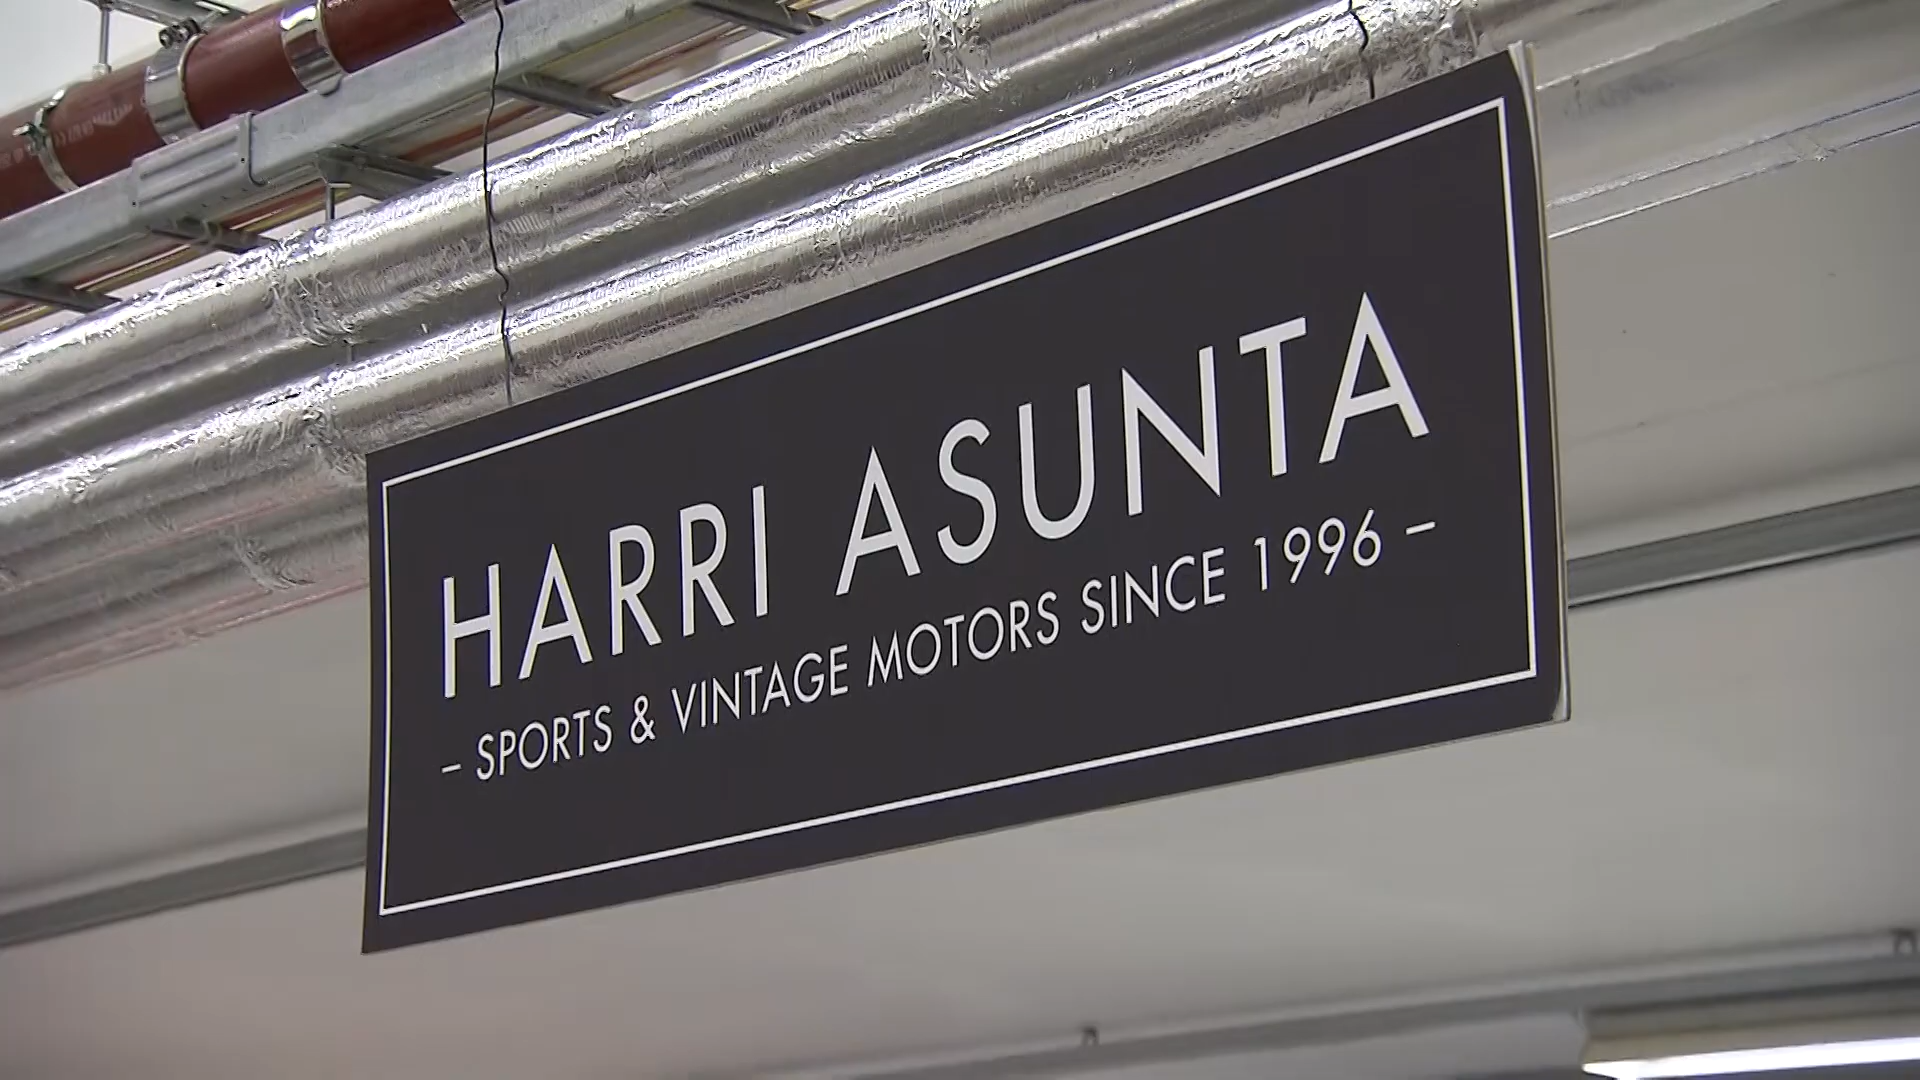 HARRI ASUNTA
– SPORTS & VINTAGE MOTORS SINCE 1996 –